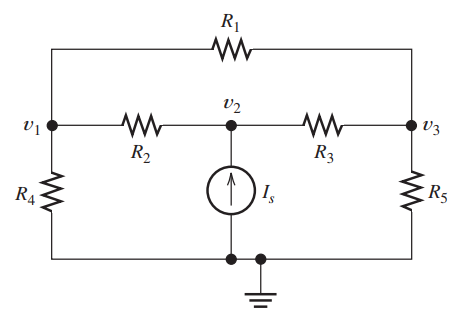 R₁
v₁
v₂
v₃
R₂
R₃
R₄
Iₛ
R₅